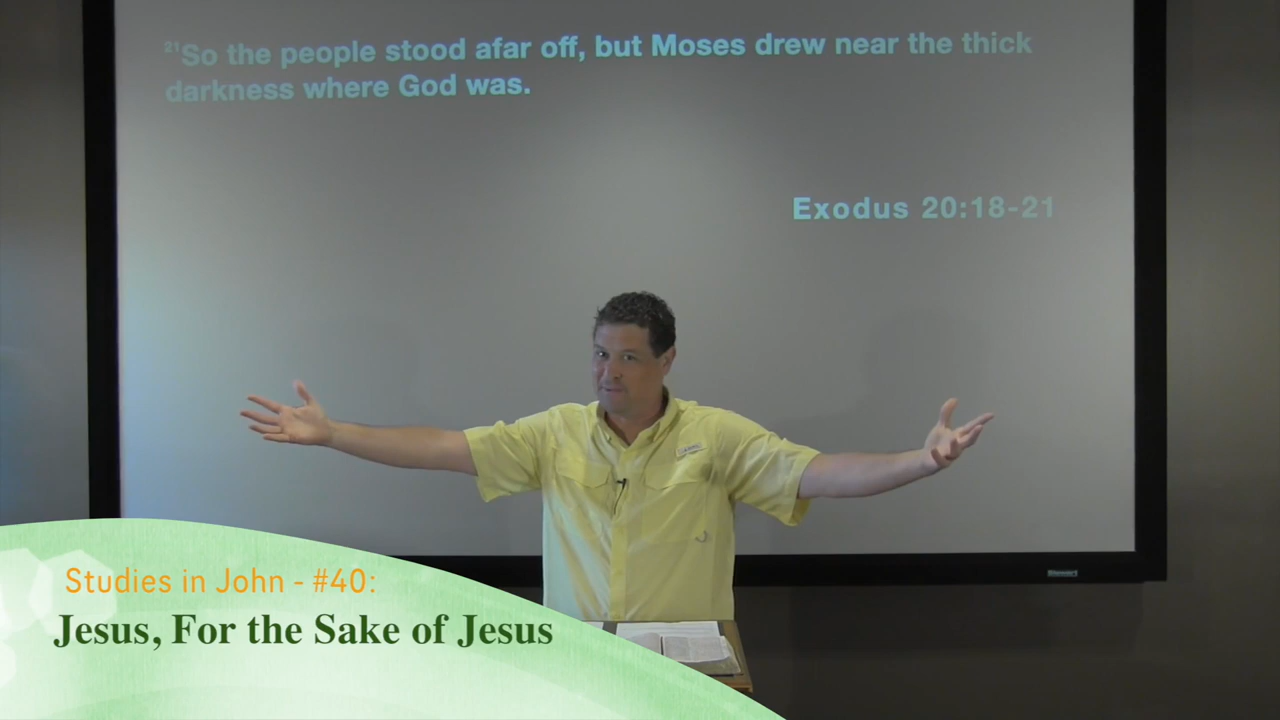 ²¹So the people stood afar off, but Moses drew near the thick
darkness where God was.
Exodus 20:18-21
Stewart
Studies in John - #40:
Jesus, For the Sake of Jesus